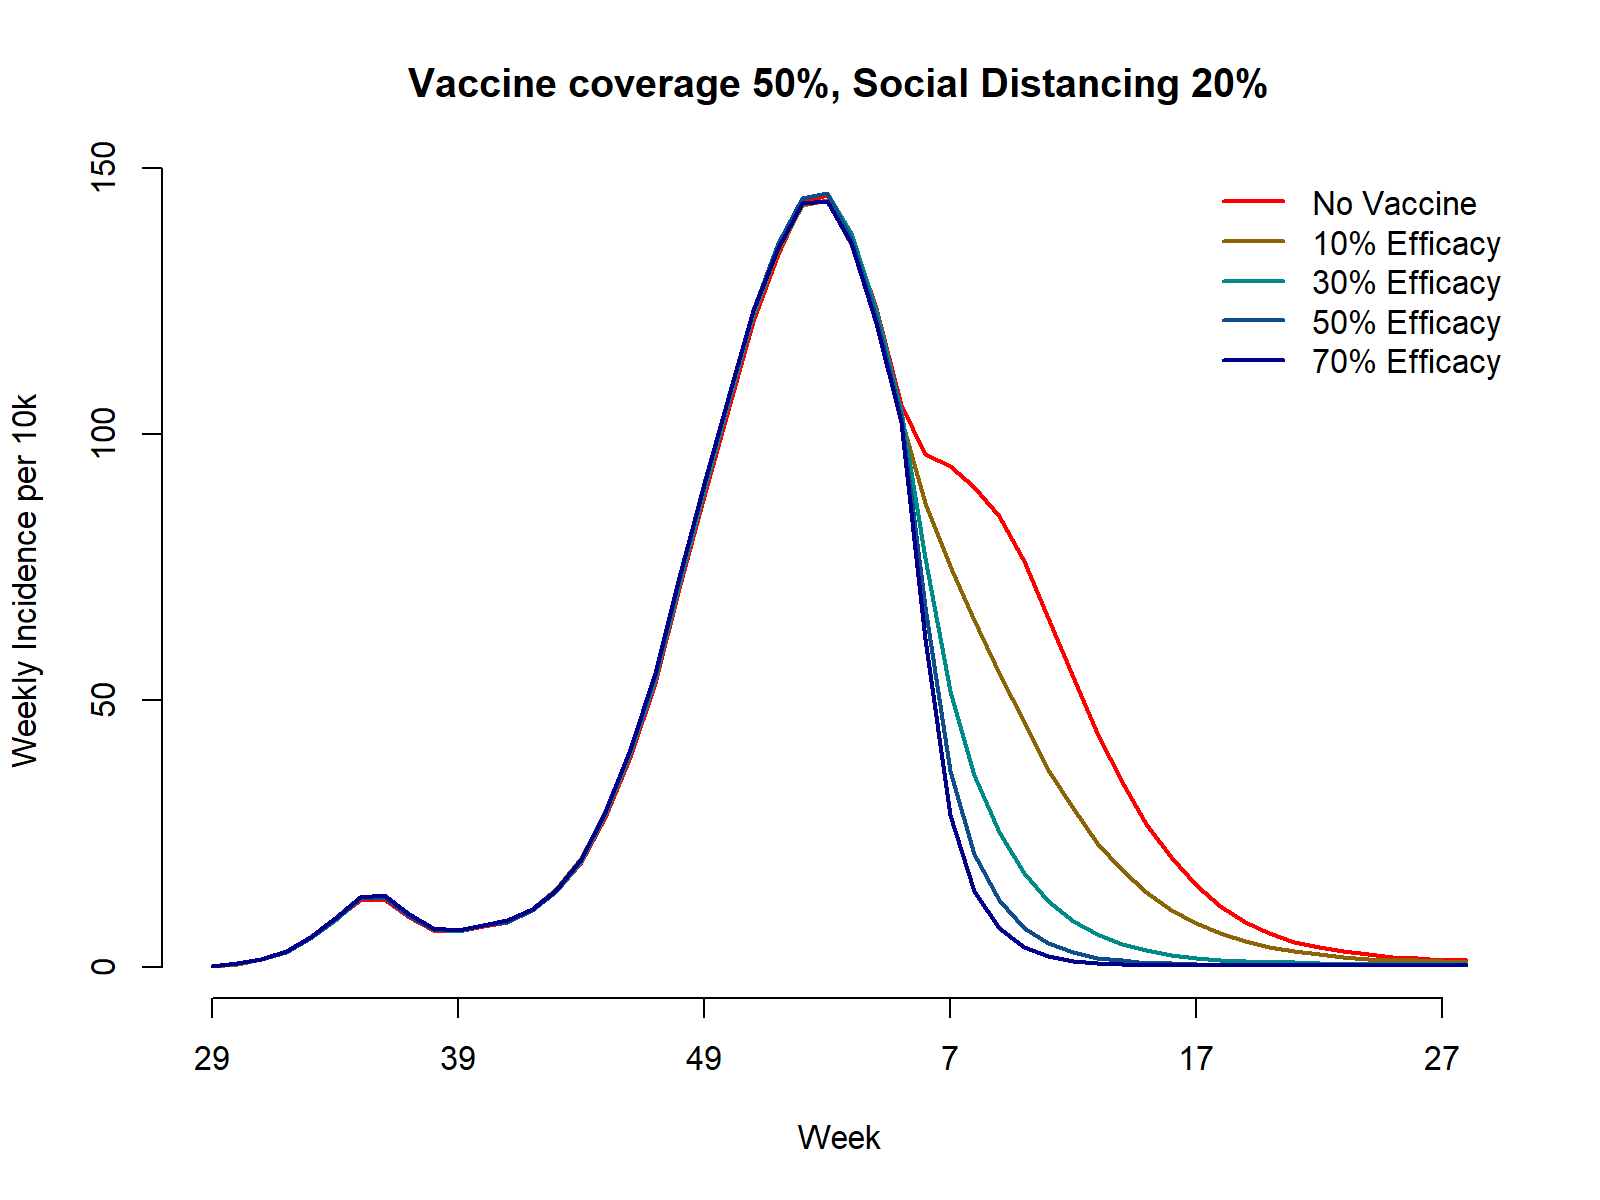 Vaccine coverage 50%, Social Distancing 20%
150
100
50
0
Weekly Incidence per 10k
No Vaccine
10% Efficacy
30% Efficacy
50% Efficacy
70% Efficacy
29 39 49 7 17 27
Week